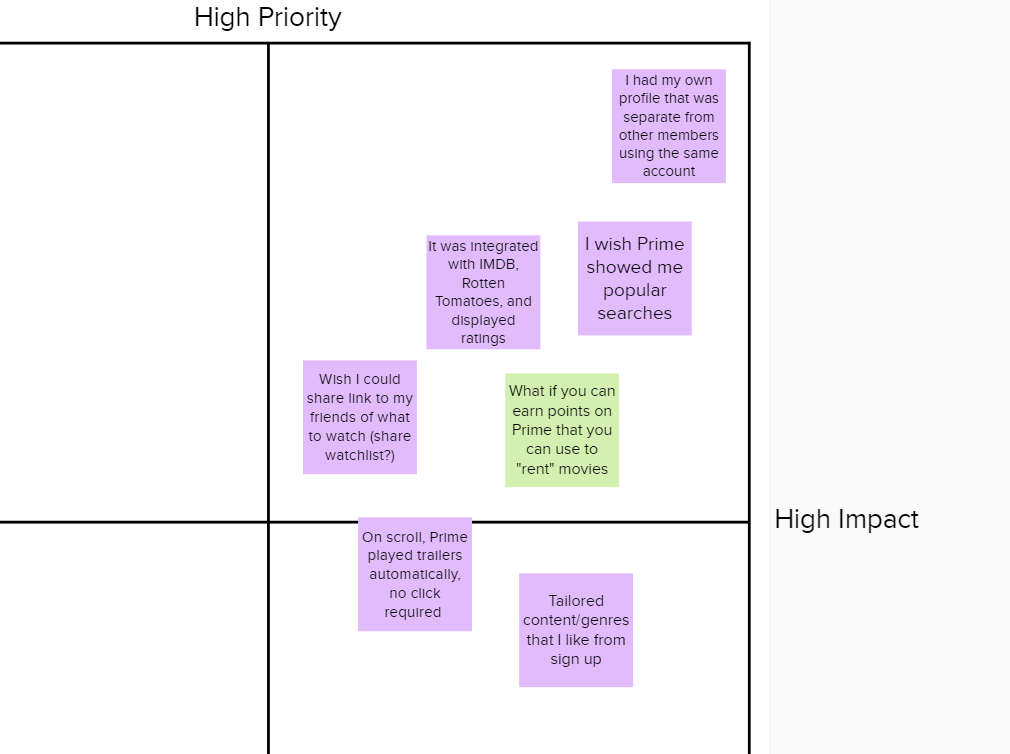 High Priority
I had my own
profile that was
separate from
other members
using the same
account
It was integrated
with IMDB,
Rotten
Tomatoes, and
displayed
ratings
I wish Prime
showed me
popular
searches
Wish I could
share link to my
friends of what
to watch (share
watchlist?)
What if you can
earn points on
Prime that you
can use to
"rent" movies
High Impact
On scroll, Prime
played trailers
automatically,
no click
required
Tailored
content/genres
that I like from
sign up